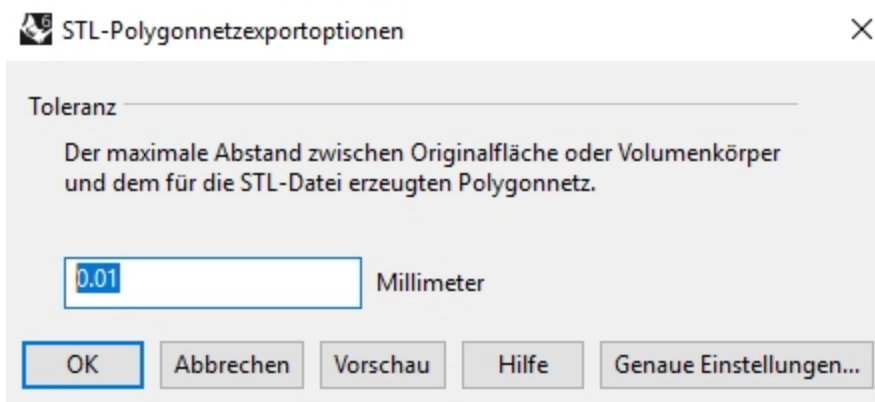 STL-Polygonnetzexportoptionen
Toleranz
Der maximale Abstand zwischen Originalfläche oder Volumenkörper
und dem für die STL-Datei erzeugten Polygonnetz.
0.01 Millimeter
OK Abbrechen Vorschau Hilfe Genaue Einstellungen...